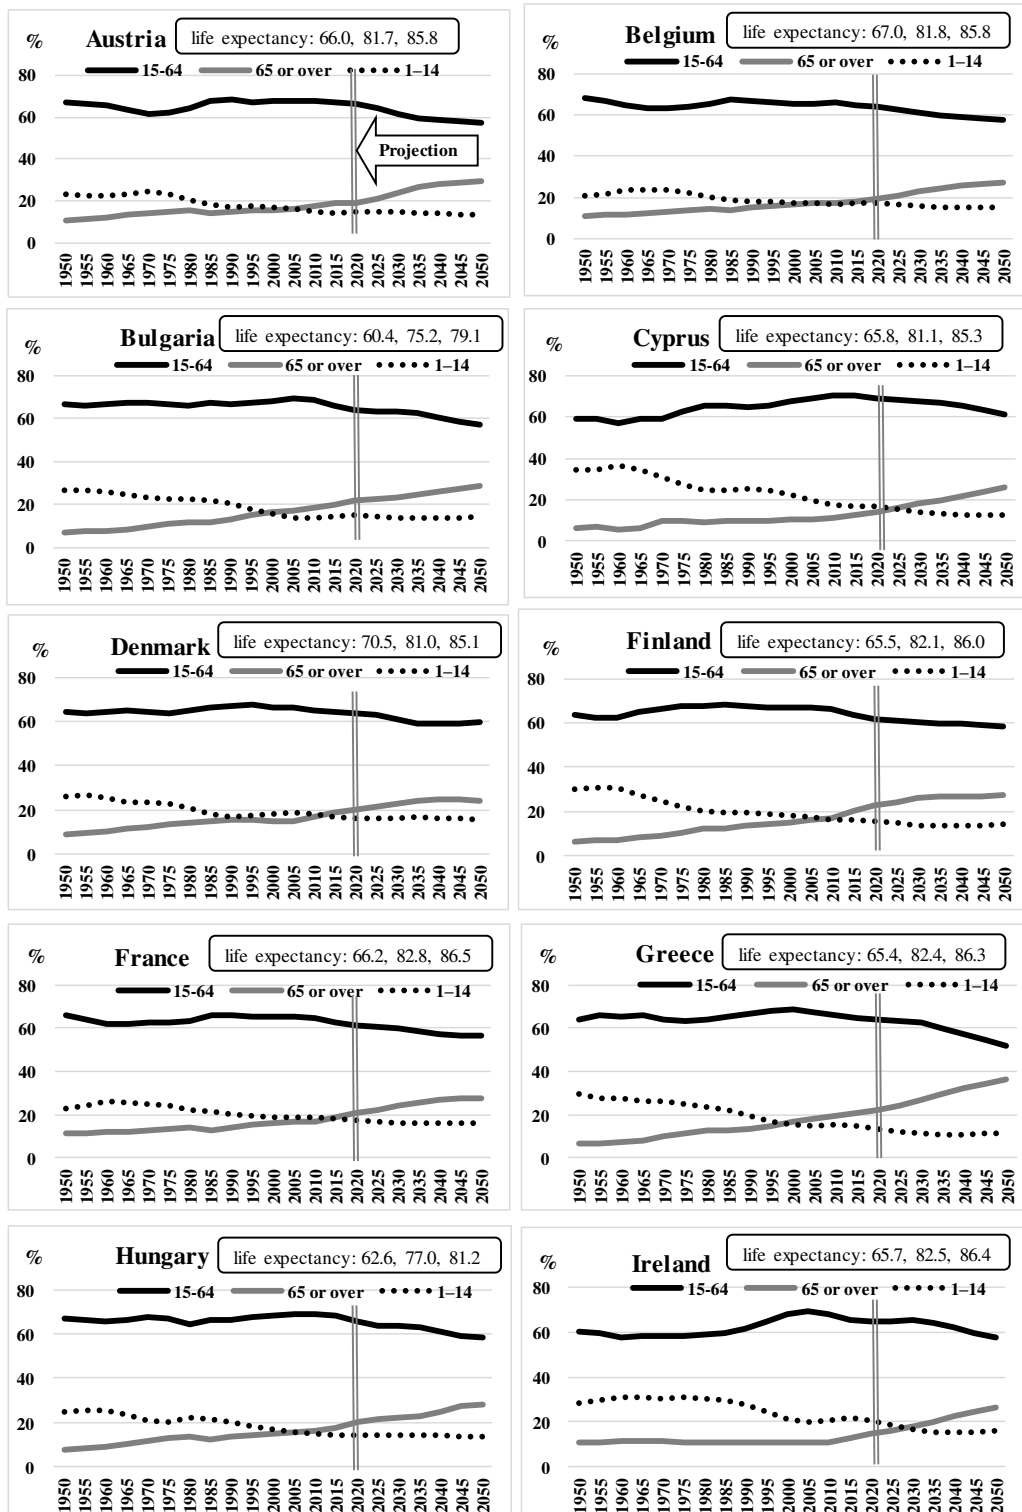 % Austria life expectancy: 66.0, 81.7, 85.8
15-64 65 or over 1–14
80
60
Projection
40
20
0
1950 1955 1960 1965 1970 1975 1980 1985 1990 1995 2000 2005 2010 2015 2020 2025 2030 2035 2040 2045 2050
% Belgium life expectancy: 67.0, 81.8, 85.8
15-64 65 or over 1–14
80
60
40
20
0
1950 1955 1960 1965 1970 1975 1980 1985 1990 1995 2000 2005 2010 2015 2020 2025 2030 2035 2040 2045 2050
% Bulgaria life expectancy: 60.4, 75.2, 79.1
15-64 65 or over 1–14
80
60
40
20
0
1950 1955 1960 1965 1970 1975 1980 1985 1990 1995 2000 2005 2010 2015 2020 2025 2030 2035 2040 2045 2050
% Cyprus life expectancy: 65.8, 81.1, 85.3
15-64 65 or over 1–14
80
60
40
20
0
1950 1955 1960 1965 1970 1975 1980 1985 1990 1995 2000 2005 2010 2015 2020 2025 2030 2035 2040 2045 2050
% Denmark life expectancy: 70.5, 81.0, 85.1
15-64 65 or over 1–14
80
60
40
20
0
1950 1955 1960 1965 1970 1975 1980 1985 1990 1995 2000 2005 2010 2015 2020 2025 2030 2035 2040 2045 2050
% Finland life expectancy: 65.5, 82.1, 86.0
15-64 65 or over 1–14
80
60
40
20
0
1950 1955 1960 1965 1970 1975 1980 1985 1990 1995 2000 2005 2010 2015 2020 2025 2030 2035 2040 2045 2050
% France life expectancy: 66.2, 82.8, 86.5
15-64 65 or over 1–14
80
60
40
20
0
1950 1955 1960 1965 1970 1975 1980 1985 1990 1995 2000 2005 2010 2015 2020 2025 2030 2035 2040 2045 2050
% Greece life expectancy: 65.4, 82.4, 86.3
15-64 65 or over 1–14
80
60
40
20
0
1950 1955 1960 1965 1970 1975 1980 1985 1990 1995 2000 2005 2010 2015 2020 2025 2030 2035 2040 2045 2050
% Hungary life expectancy: 62.6, 77.0, 81.2
15-64 65 or over 1–14
80
60
40
20
0
1950 1955 1960 1965 1970 1975 1980 1985 1990 1995 2000 2005 2010 2015 2020 2025 2030 2035 2040 2045 2050
% Ireland life expectancy: 65.7, 82.5, 86.4
15-64 65 or over 1–14
80
60
40
20
0
1950 1955 1960 1965 1970 1975 1980 1985 1990 1995 2000 2005 2010 2015 2020 2025 2030 2035 2040 2045 2050